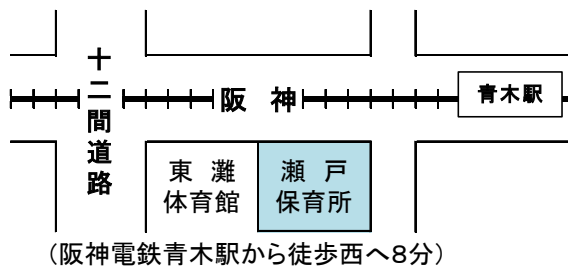 十二間道路
阪神
青木駅
東灘
体育館
瀬戸
保育所
（阪神電鉄青木駅から徒歩西へ８分）